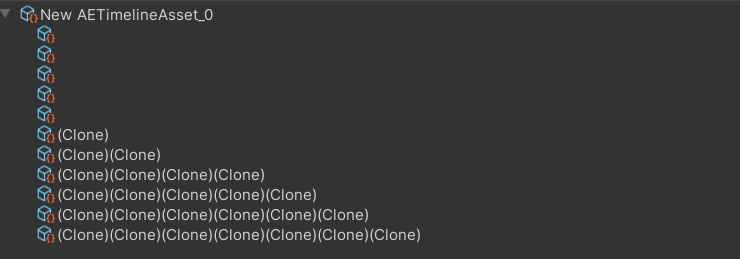 New AETimelineAsset_0
(Clone)
(Clone)(Clone)
(Clone)(Clone)(Clone)(Clone)
(Clone)(Clone)(Clone)(Clone)(Clone)
(Clone)(Clone)(Clone)(Clone)(Clone)(Clone)
(Clone)(Clone)(Clone)(Clone)(Clone)(Clone)(Clone)